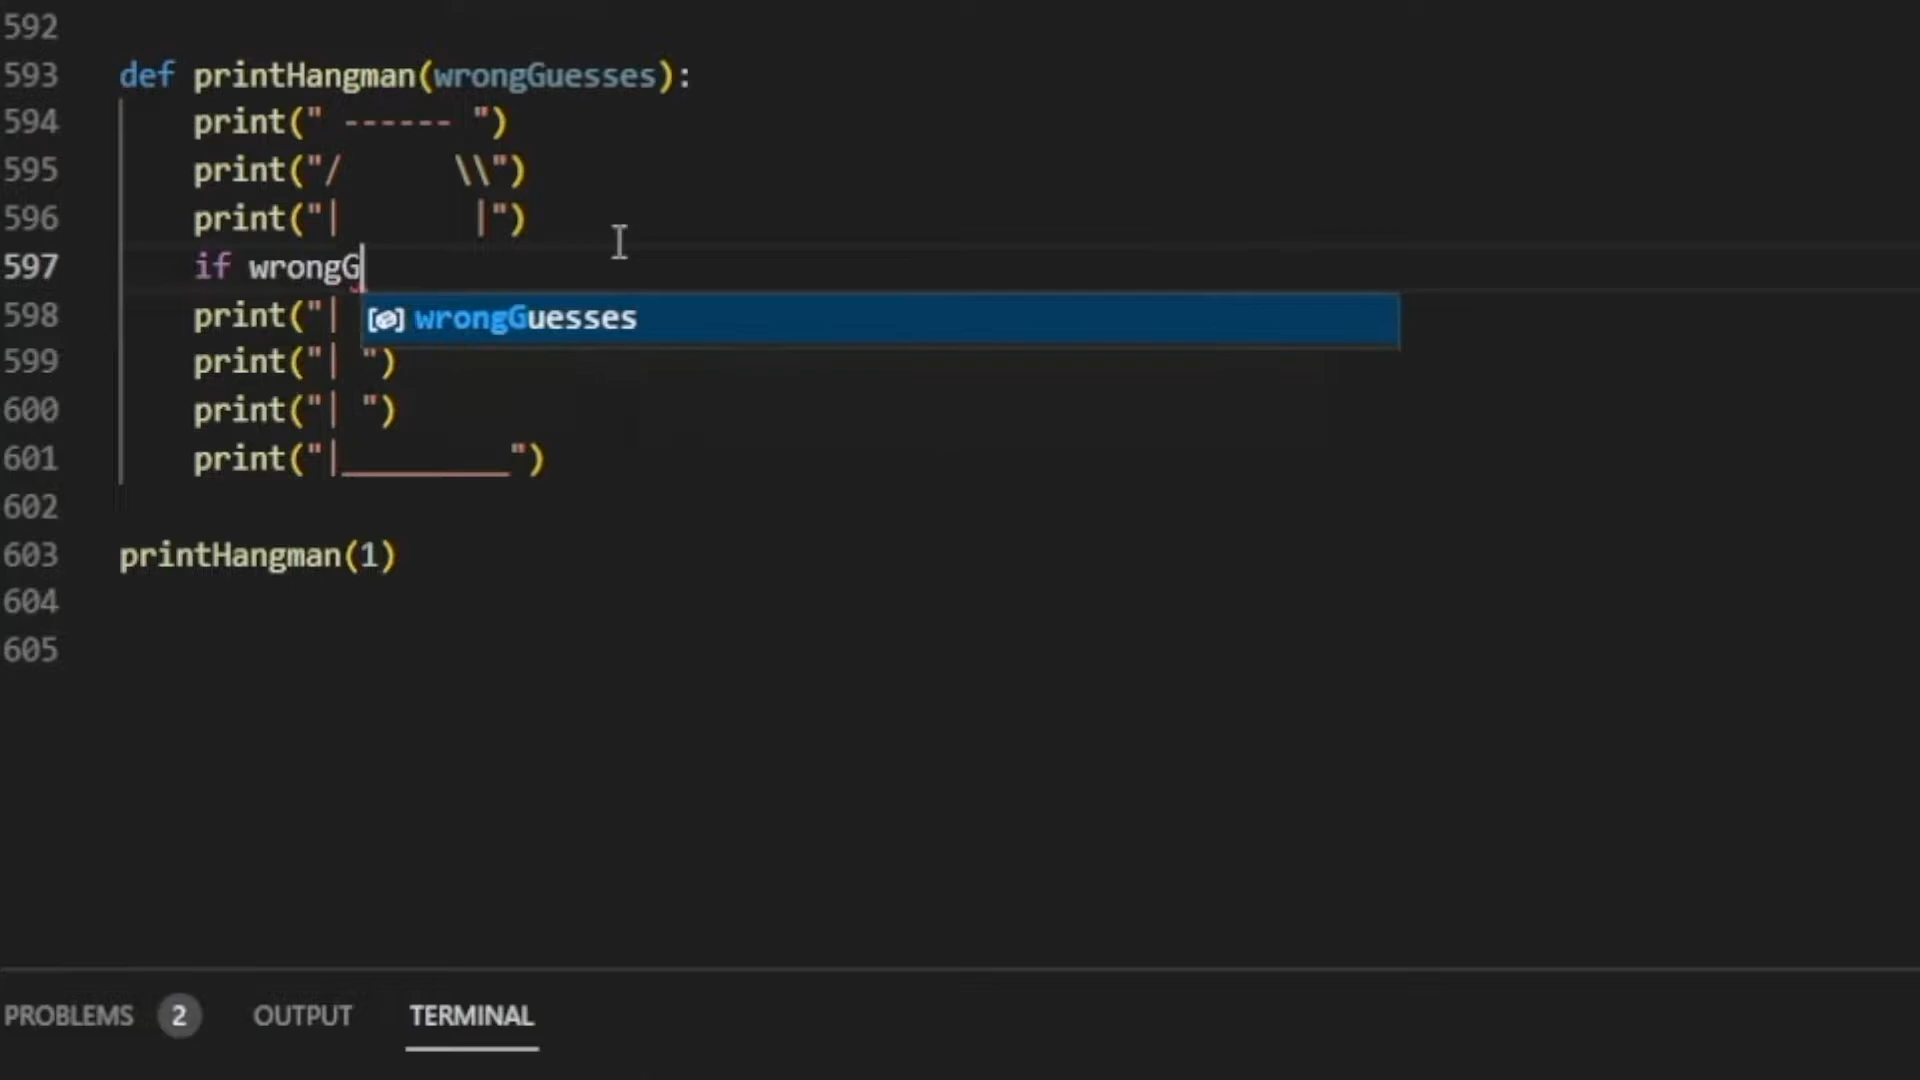 592
593 def printHangman(wrongGuesses):
594 print(" ------ ")
595 print("/      \\")
596 print("|       |")
597 if wrongG
598 print("| wrongGuesses
599 print("| ")
600 print("| ")
601 print("|_________")
602
603 printHangman(1)
604
605
PROBLEMS 2 OUTPUT TERMINAL